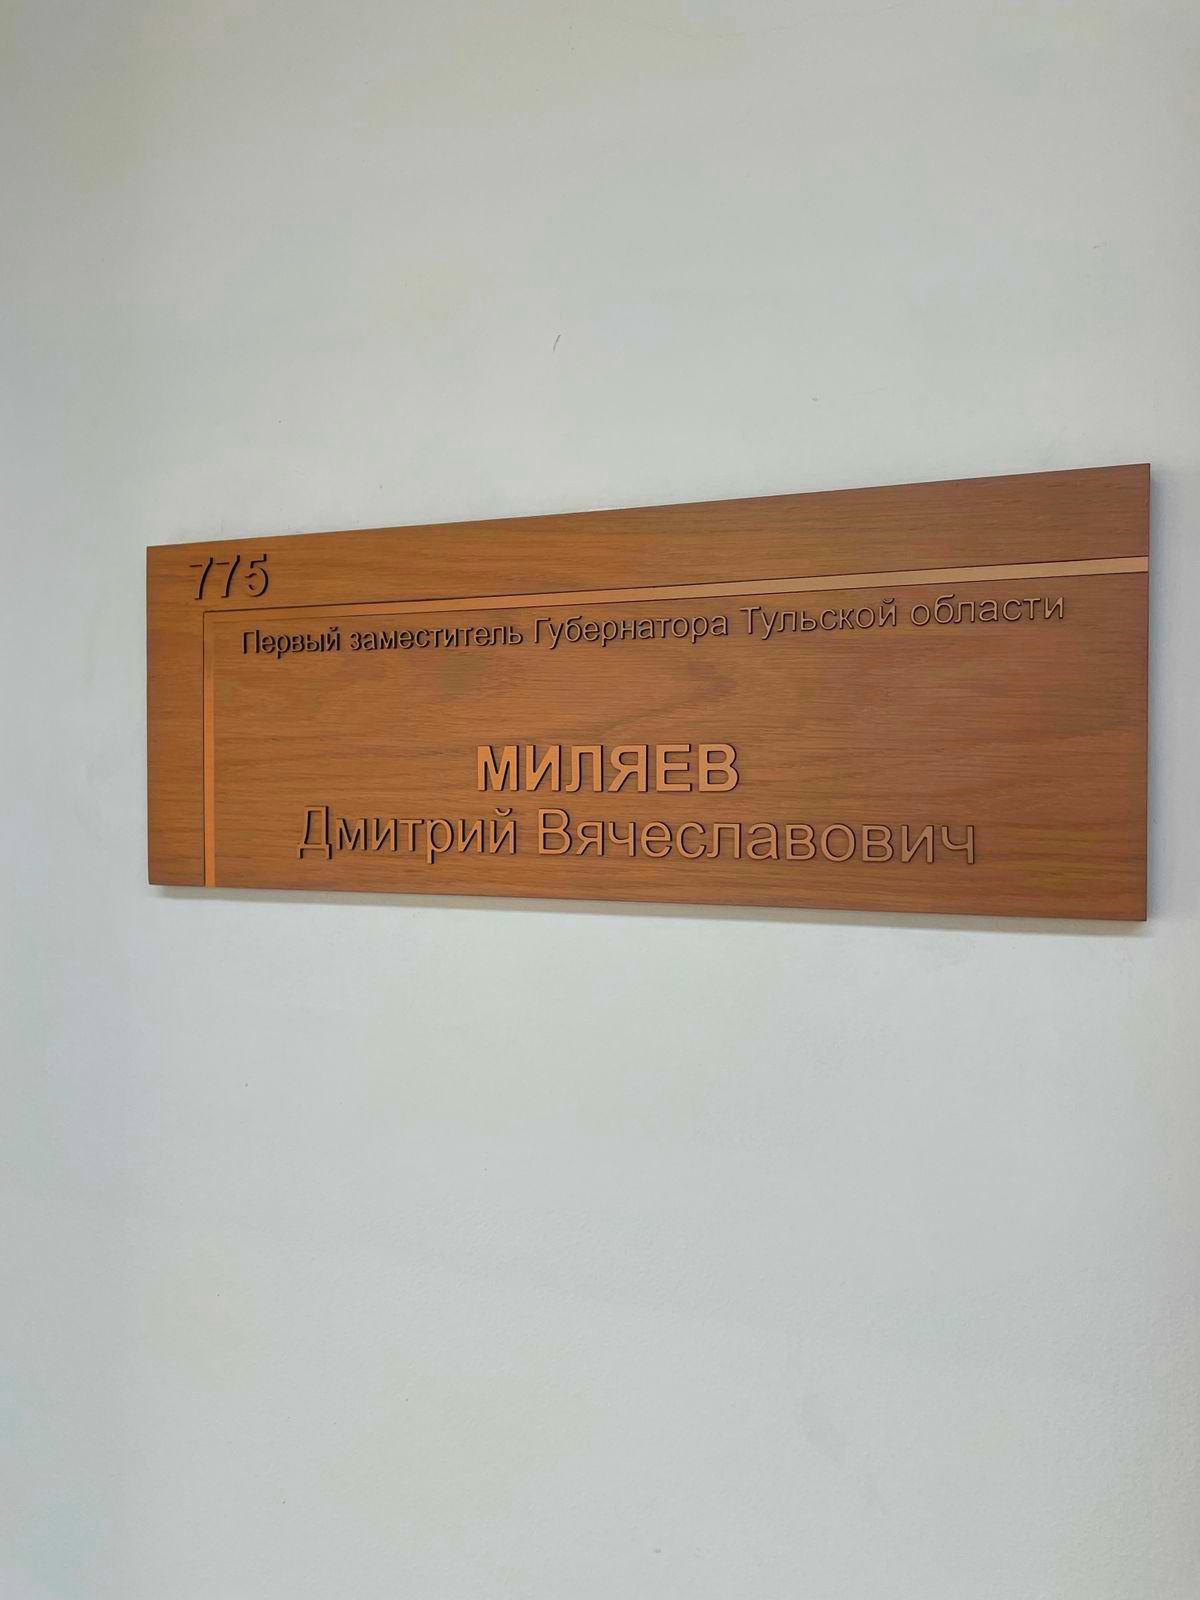 775
Первый заместитель Губернатора Тульской области
МИЛЯЕВ
Дмитрий Вячеславович